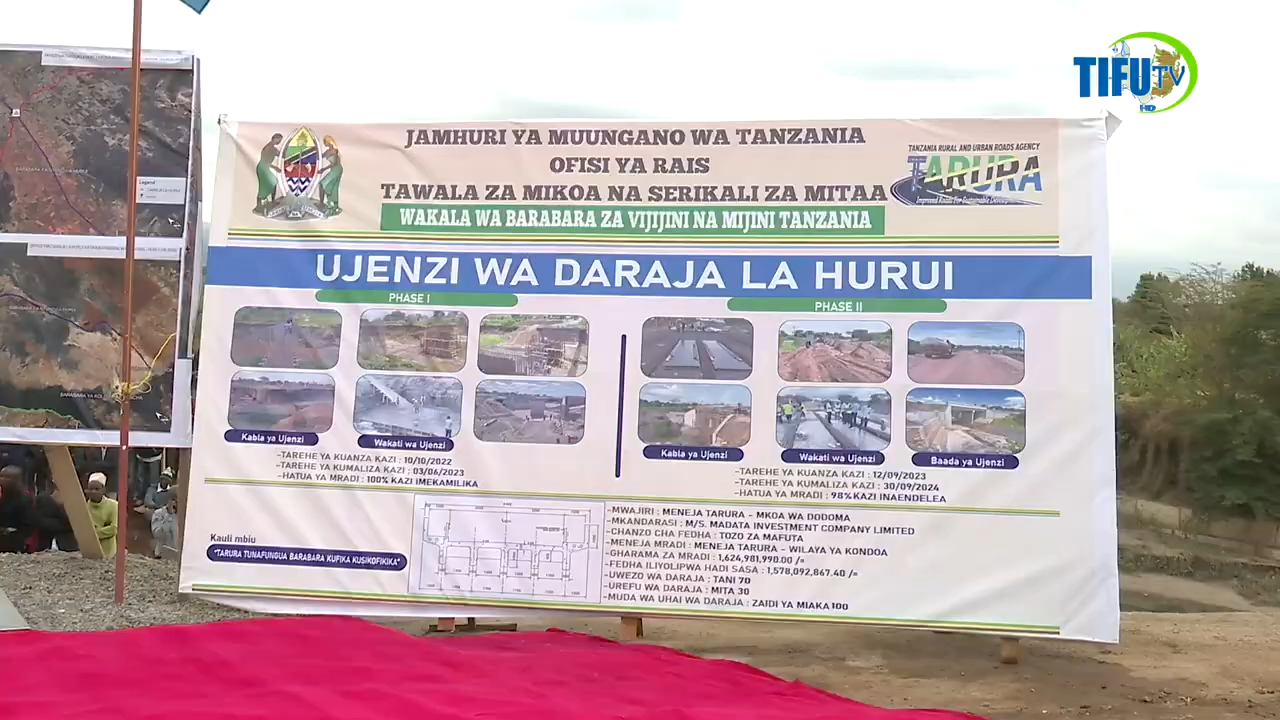 TIFU TV
HD
Legend
JAMHURI YA MUUNGANO WA TANZANIA
OFISI YA RAIS
TAWALA ZA MIKOA NA SERIKALI ZA MITAA
WAKALA WA BARABARA ZA VIJIJINI NA MIJINI TANZANIA
TANZANIA RURAL AND URBAN ROADS AGENCY
TARURA
UJENZI WA DARAJA LA HURUI
PHASE I
Kabla ya Ujenzi
Wakati wa Ujenzi
-TAREHE YA KUANZA KAZI : 10/10/2022
-TAREHE YA KUMALIZA KAZI : 03/06/2023
-HATUA YA MRADI : 100% KAZI IMEKAMILIKA
PHASE II
Kabla ya Ujenzi
Wakati wa Ujenzi
Baada ya Ujenzi
-TAREHE YA KUANZA KAZI : 12/09/2023
-TAREHE YA KUMALIZA KAZI : 30/09/2024
-HATUA YA MRADI : 98%KAZI INAENDELEA
Kauli mbiu
"TARURA TUNAFUNGUA BARABARA KUFIKA KUSIKOFIKIKA"
-MWAJIRI : MENEJA TARURA - MKOA WA DODOMA
-MKANDARASI : M/S. MADATA INVESTMENT COMPANY LIMITED
-CHANZO CHA FEDHA : TOZO ZA MAFUTA
-MENEJA MRADI : MENEJA TARURA - WILAYA YA KONDOA
-GHARAMA ZA MRADI : 1,624,981,990.00 /=
-FEDHA ILIYOLIPWA HADI SASA : 1,578,092,867.40 /=
-UWEZO WA DARAJA : TANI 70
-UREFU WA DARAJA : MITA 30
-MUDA WA UHAI WA DARAJA : ZAIDI YA MIAKA 100